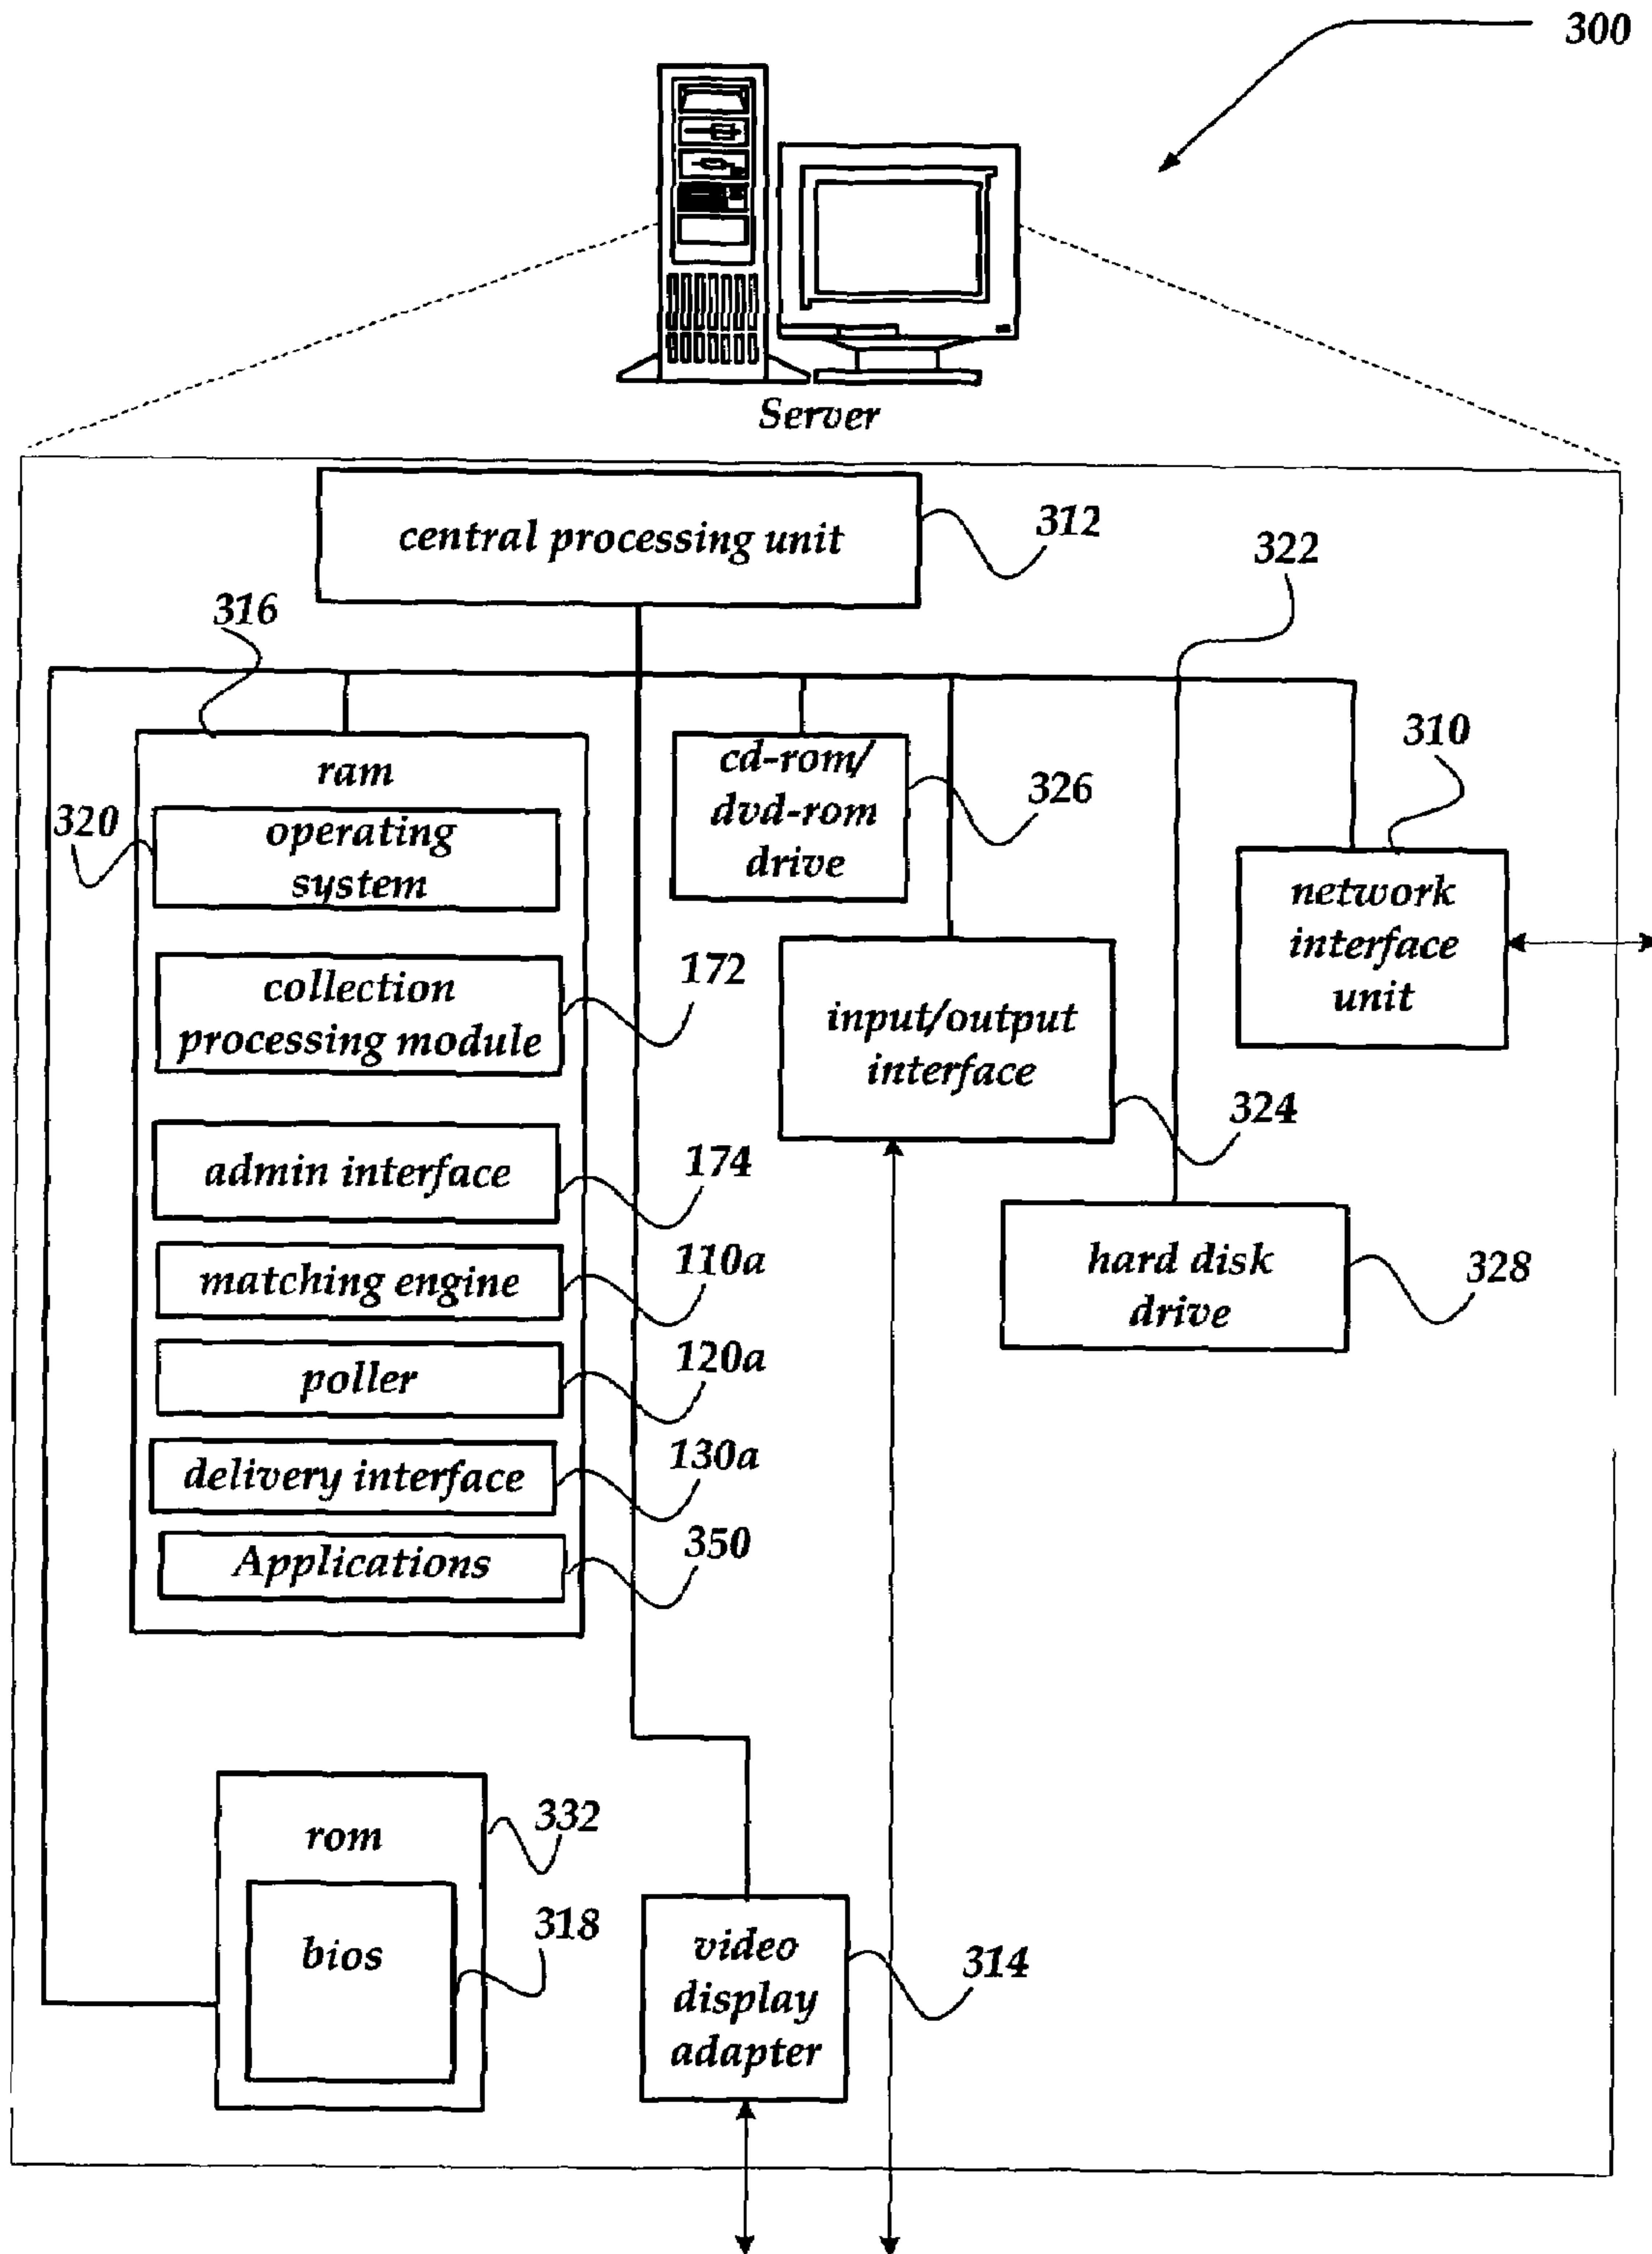 300
Server
central processing unit
312
322
316
310
ram
cd-rom/
dvd-rom
drive
326
320
operating
system
network
interface
unit
collection
processing module
172
input/output
interface
324
admin interface
174
hard disk
drive
328
matching engine
110a
poller
120a
delivery interface
130a
Applications
350
rom
332
bios
318
video
display
adapter
314